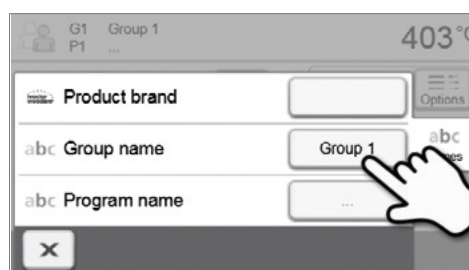 G1 Group 1
P1 ...
403°C
Product brand
Options
abc Group name
Group 1
abc
abc Program name
...
X